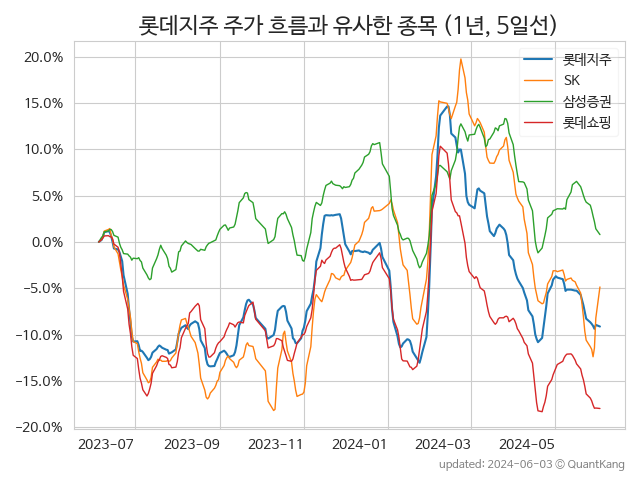 롯데지주 주가 흐름과 유사한 종목 (1년, 5일선)
롯데지주
SK
삼성증권
롯데쇼핑
20.0%
15.0%
10.0%
5.0%
0.0%
−5.0%
−10.0%
−15.0%
−20.0%
2023-07
2023-09
2023-11
2024-01
2024-03
2024-05
updated: 2024-06-03 ⓒ QuantKang